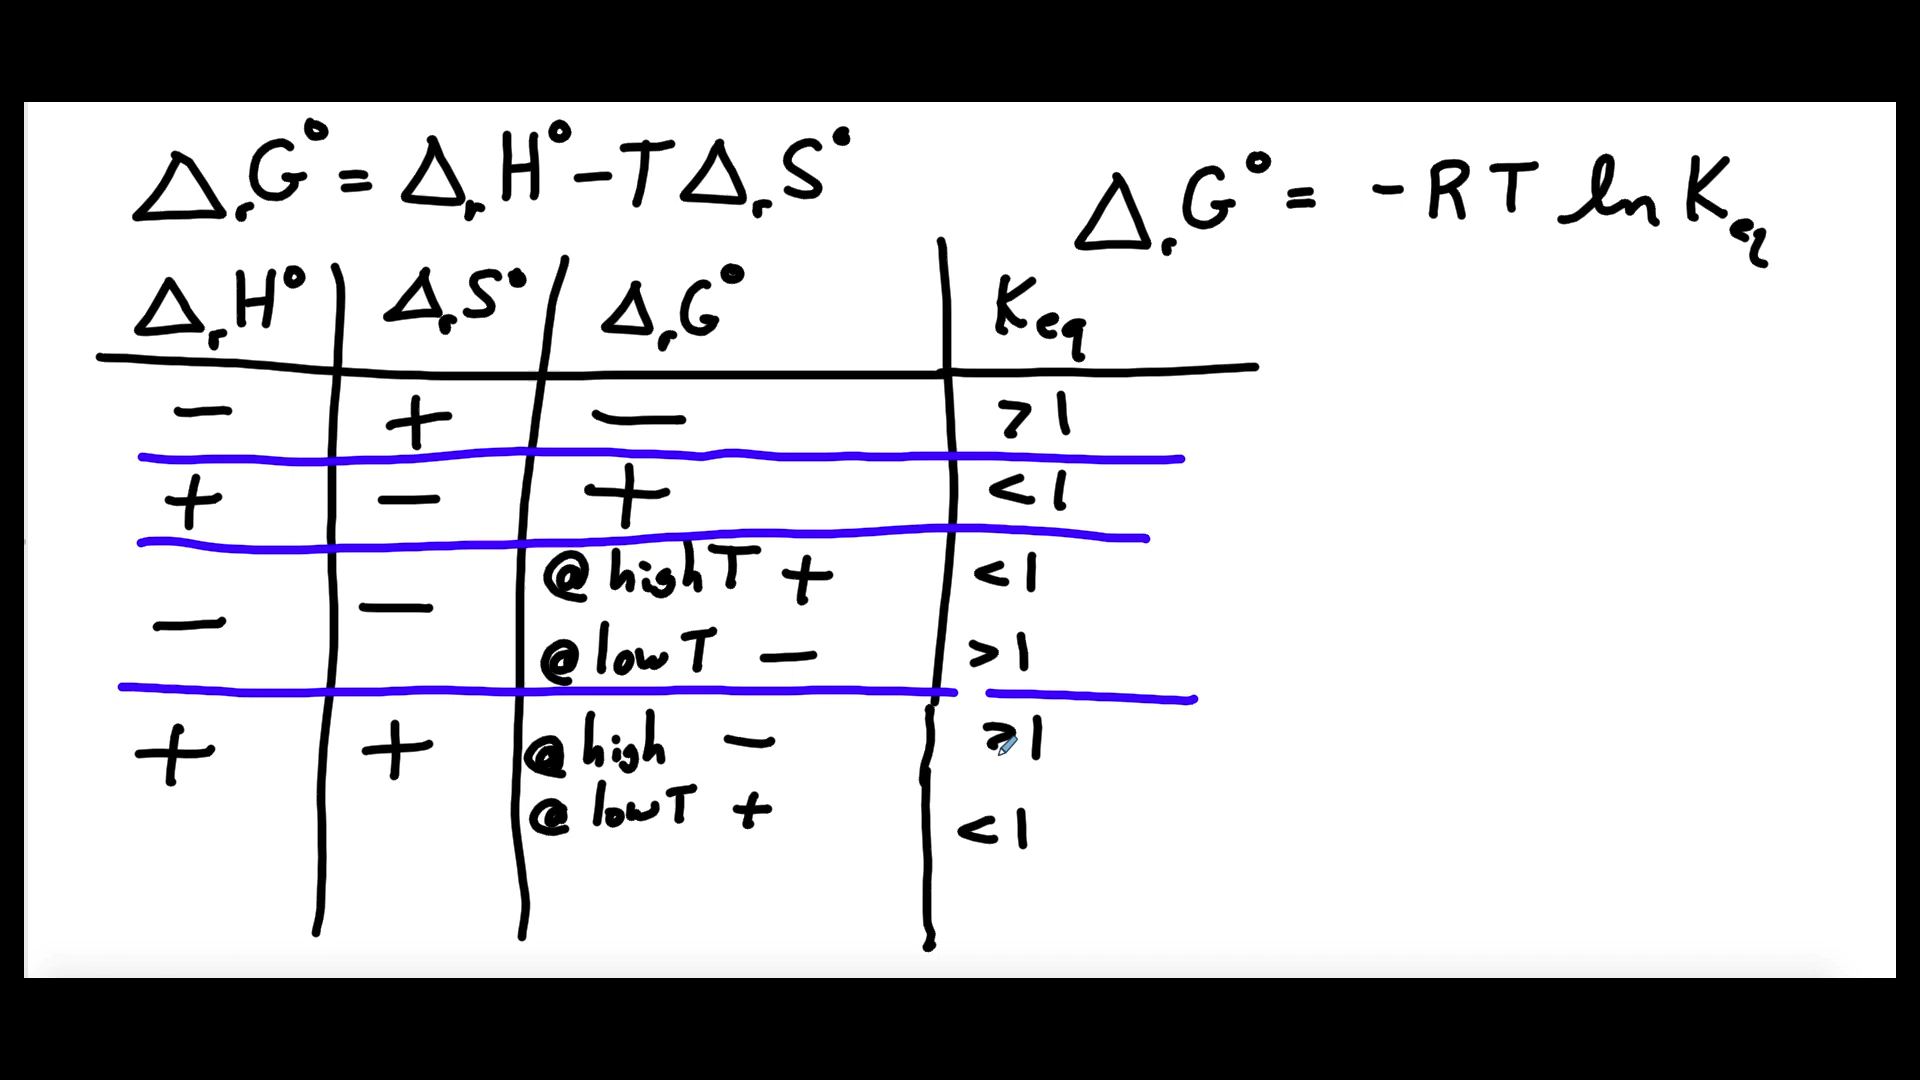 ΔrG° = ΔrH° - TΔrS°
ΔrG° = - RT ln Keq
ΔrH° ΔrS° ΔrG° Keq
− + − >1
+ − + <1
− − @ high T + <1
@ low T − >1
+ + @ high − >1
@ low T + <1